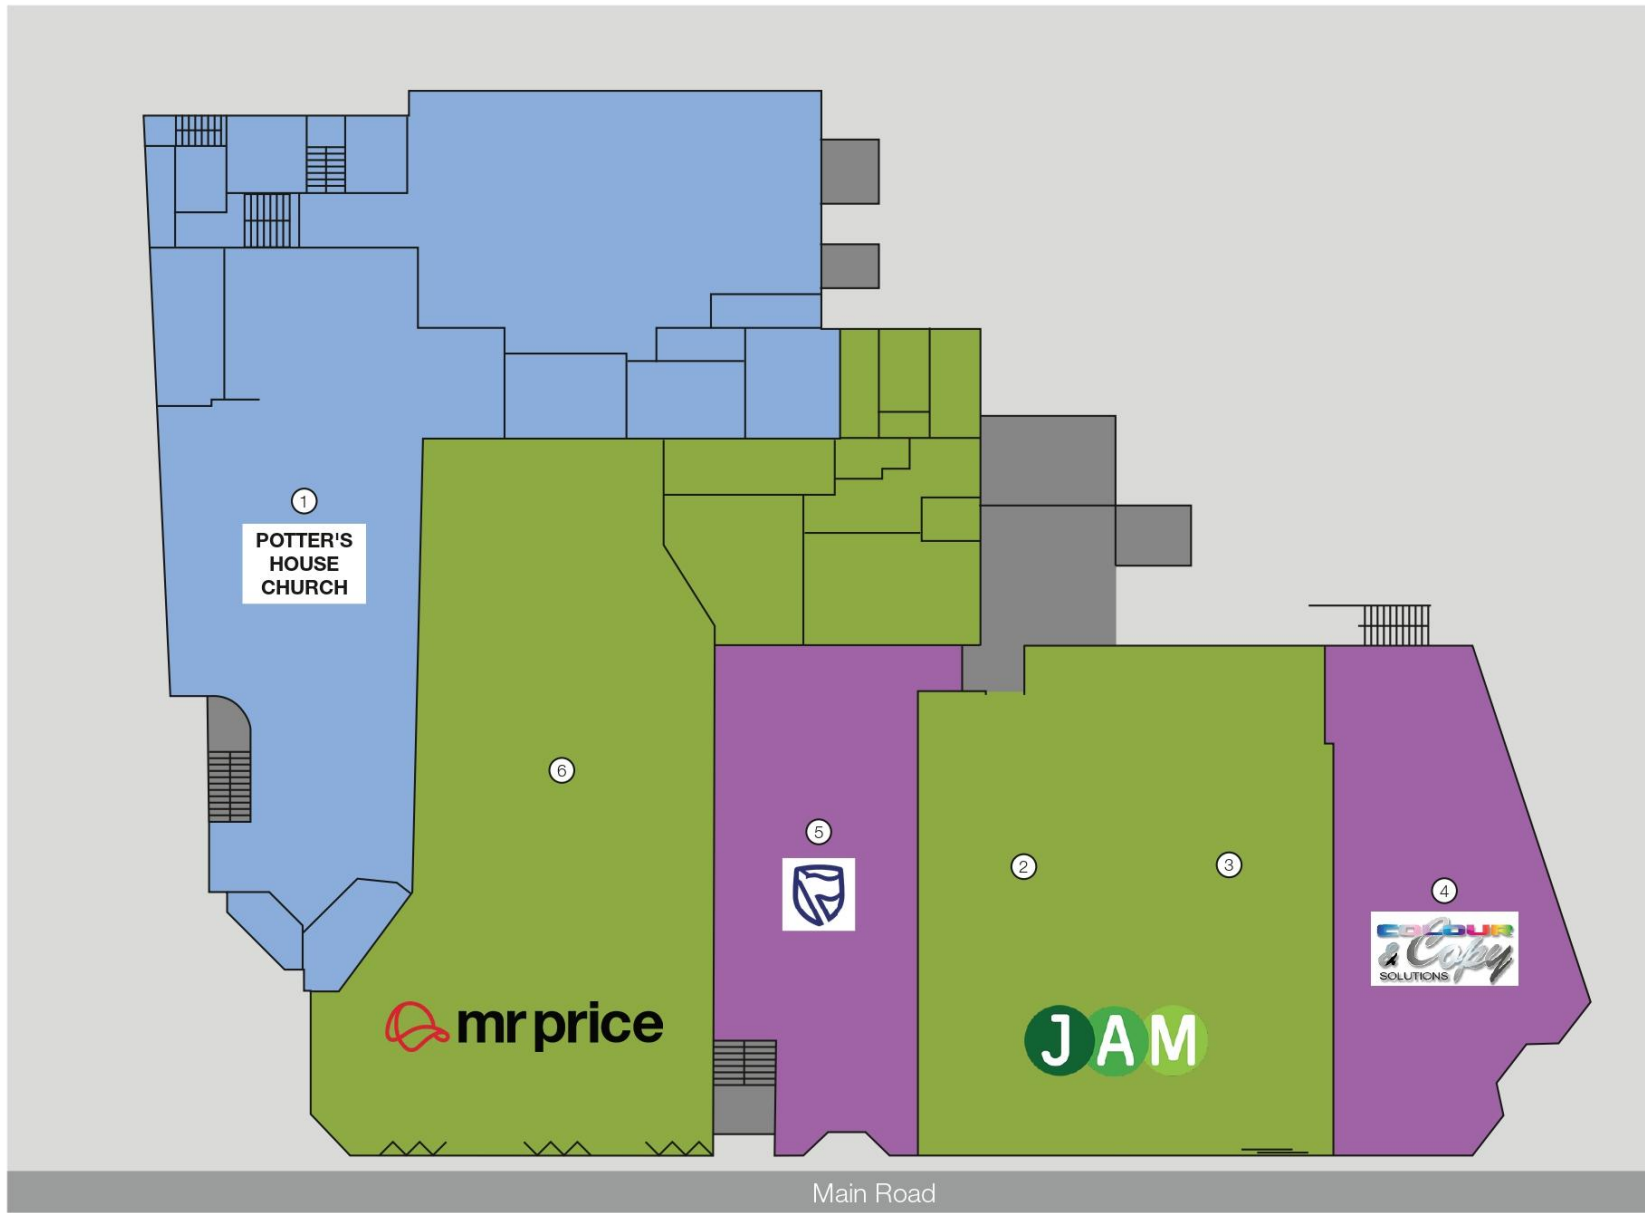 1
POTTER'S
HOUSE
CHURCH
6
5
2
3
4
COLOUR
& Copy
SOLUTIONS
mr price
JAM
Main Road